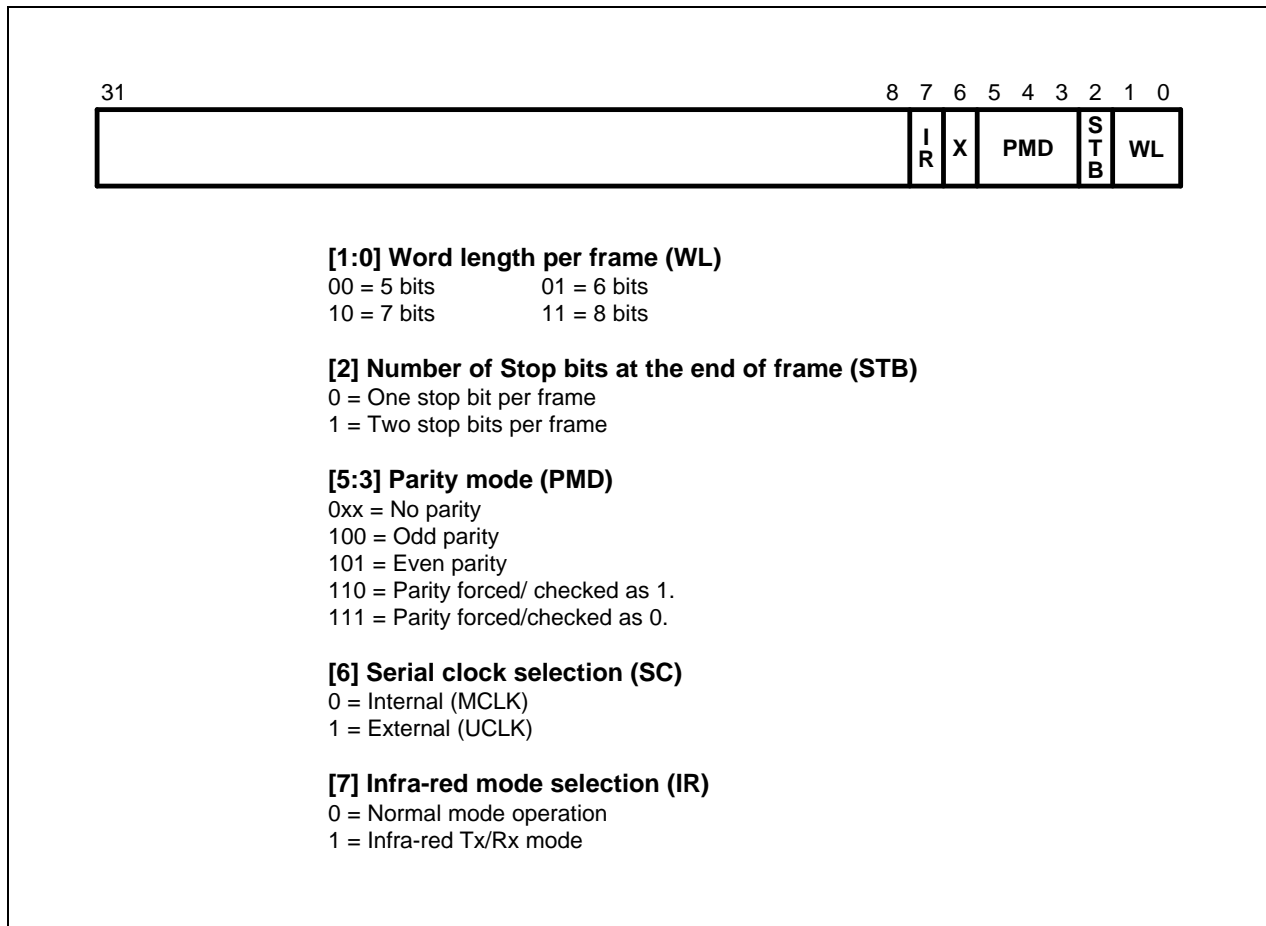 31 8 7 6 5 4 3 2 1 0
IR X PMD STB WL
[1:0] Word length per frame (WL)
00 = 5 bits 01 = 6 bits
10 = 7 bits 11 = 8 bits
[2] Number of Stop bits at the end of frame (STB)
0 = One stop bit per frame
1 = Two stop bits per frame
[5:3] Parity mode (PMD)
0xx = No parity
100 = Odd parity
101 = Even parity
110 = Parity forced/ checked as 1.
111 = Parity forced/checked as 0.
[6] Serial clock selection (SC)
0 = Internal (MCLK)
1 = External (UCLK)
[7] Infra-red mode selection (IR)
0 = Normal mode operation
1 = Infra-red Tx/Rx mode